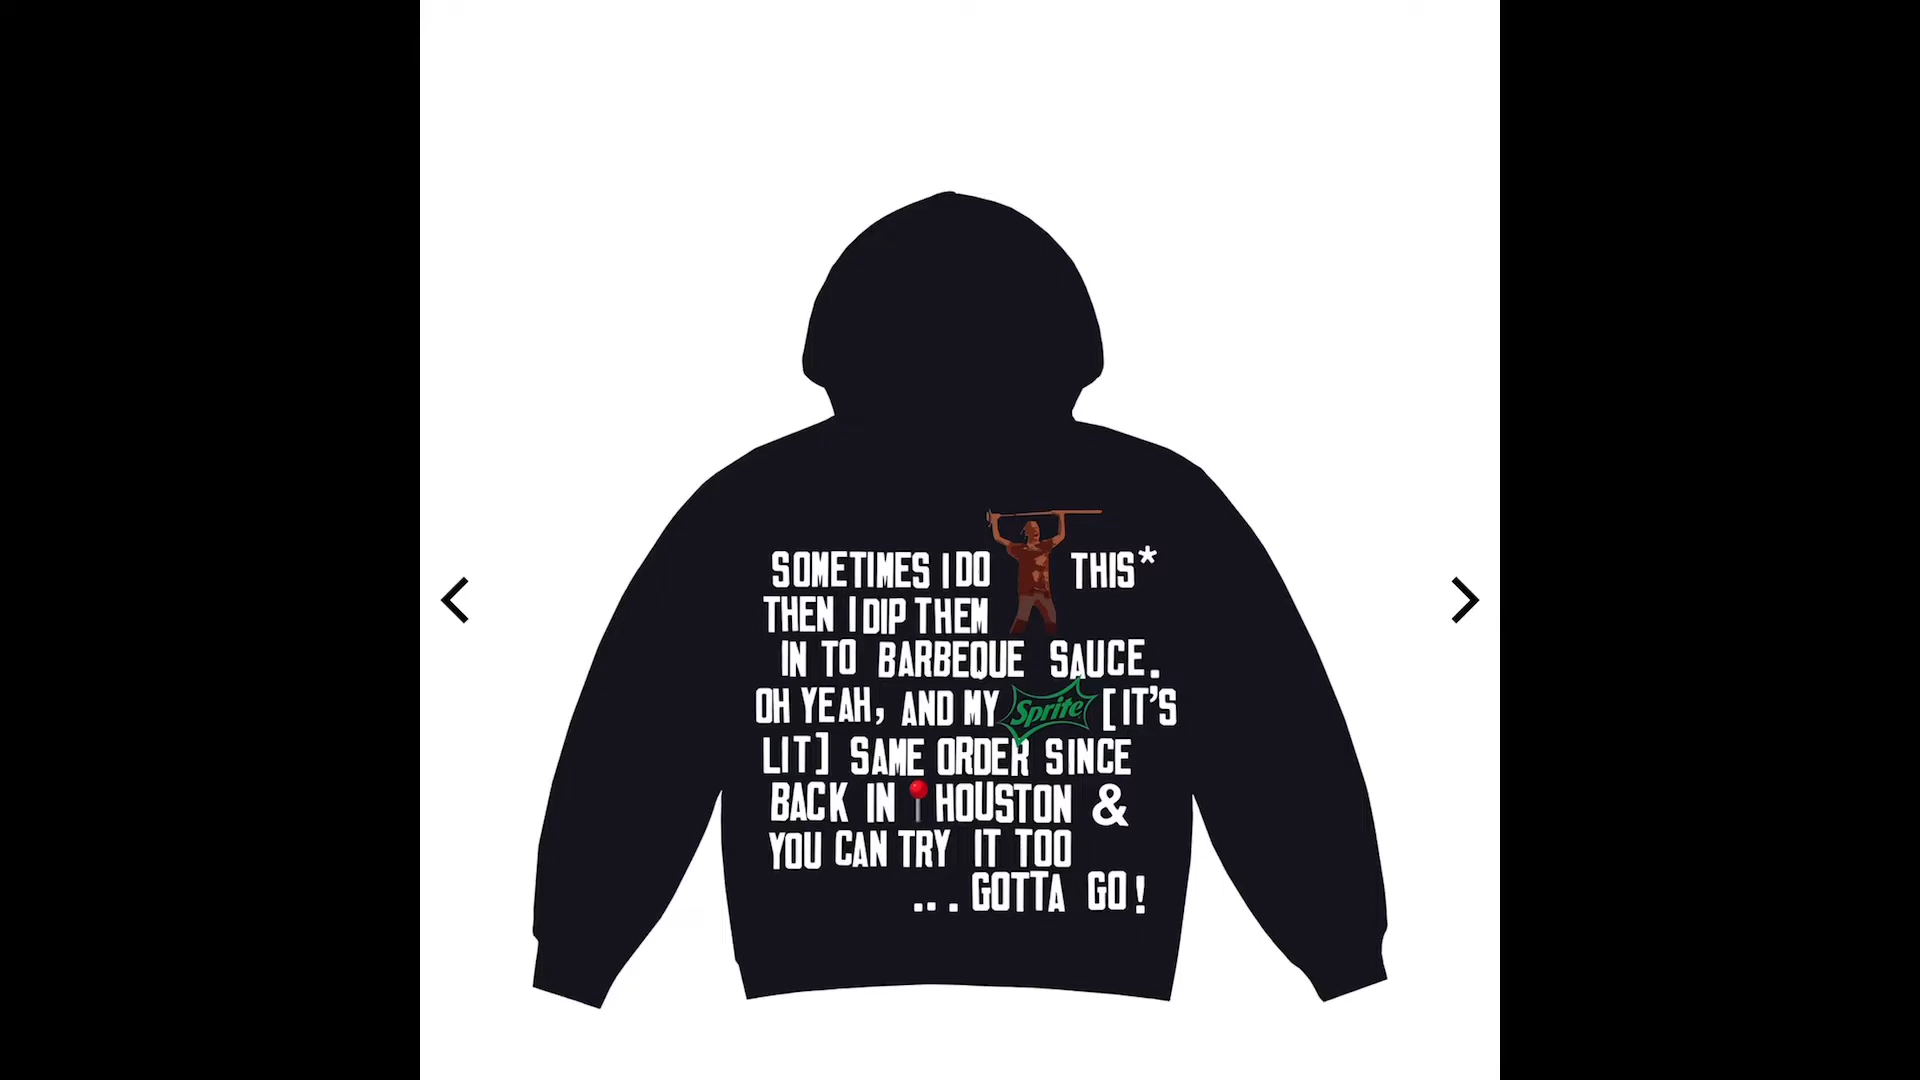 SOMETIMES I DO THIS*
THEN I DIP THEM
IN TO BARBEQUE SAUCE.
OH YEAH, AND MY Sprite [IT'S
LIT] SAME ORDER SINCE
BACK IN HOUSTON &
YOU CAN TRY IT TOO
... GOTTA GO!